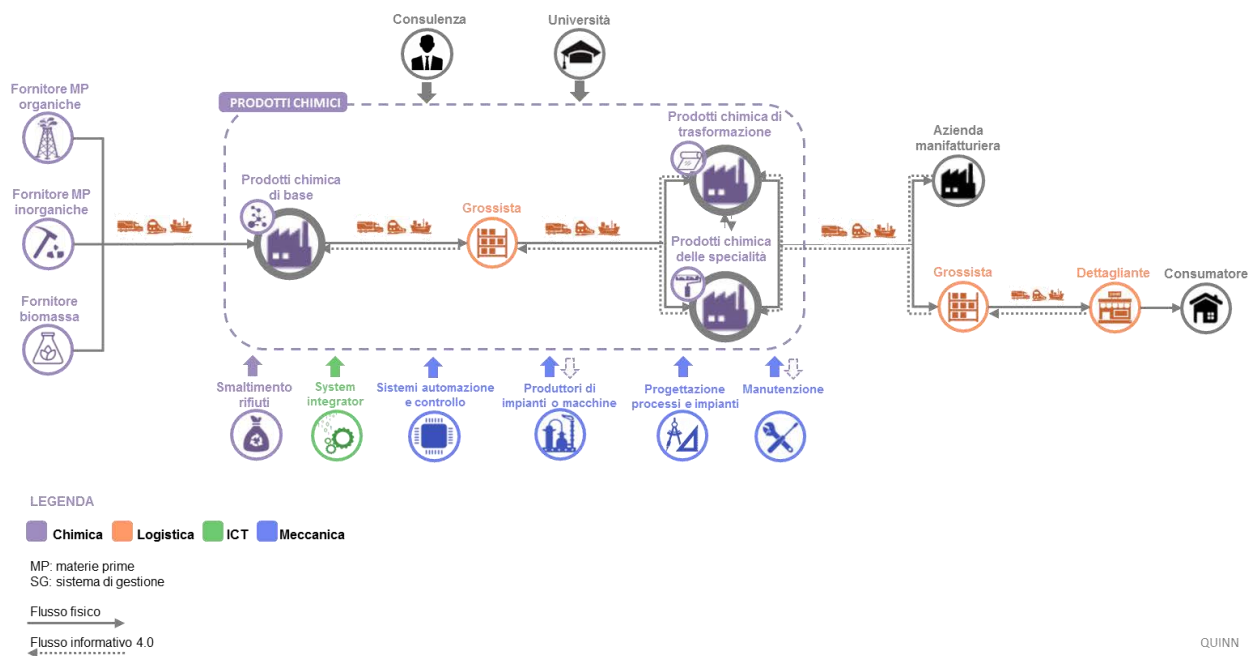 Consulenza
Università
Fornitore MP
organiche
PRODOTTI CHIMICI
Prodotti chimica di
trasformazione
Azienda
manifatturiera
Fornitore MP
inorganiche
Prodotti chimica
di base
Grossista
Prodotti chimica
delle specialità
Grossista
Dettagliante
Consumatore
Fornitore
biomassa
Smaltimento
rifiuti
System
integrator
Sistemi automazione
e controllo
Produttori di
impianti o macchine
Progettazione
processi e impianti
Manutenzione
LEGENDA
Chimica
Logistica
ICT
Meccanica
MP: materie prime
SG: sistema di gestione
Flusso fisico
Flusso informativo 4.0
QUINN